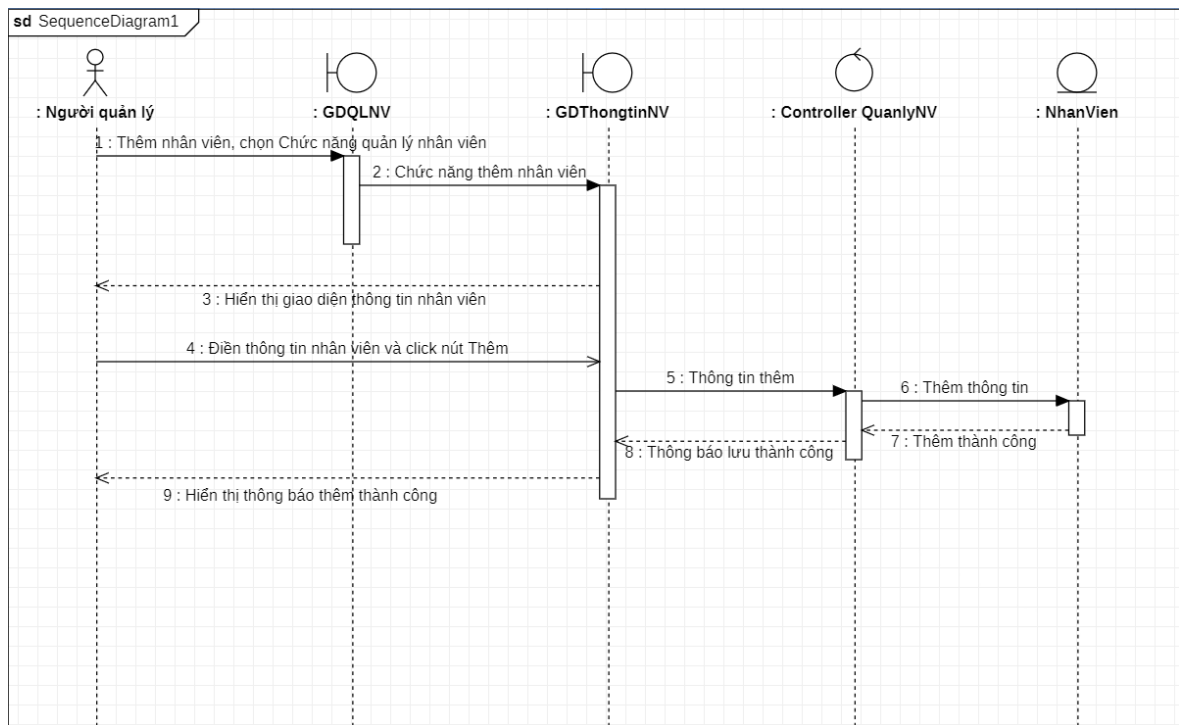 sd SequenceDiagram1
: Người quản lý
: GDQLNV
: GDThongtinNV
: Controller QuanlyNV
: NhanVien
1 : Thêm nhân viên, chọn Chức năng quản lý nhân viên
2 : Chức năng thêm nhân viên
3 : Hiển thị giao diện thông tin nhân viên
4 : Điền thông tin nhân viên và click nút Thêm
5 : Thông tin thêm
6 : Thêm thông tin
7 : Thêm thành công
8 : Thông báo lưu thành công
9 : Hiển thị thông báo thêm thành công